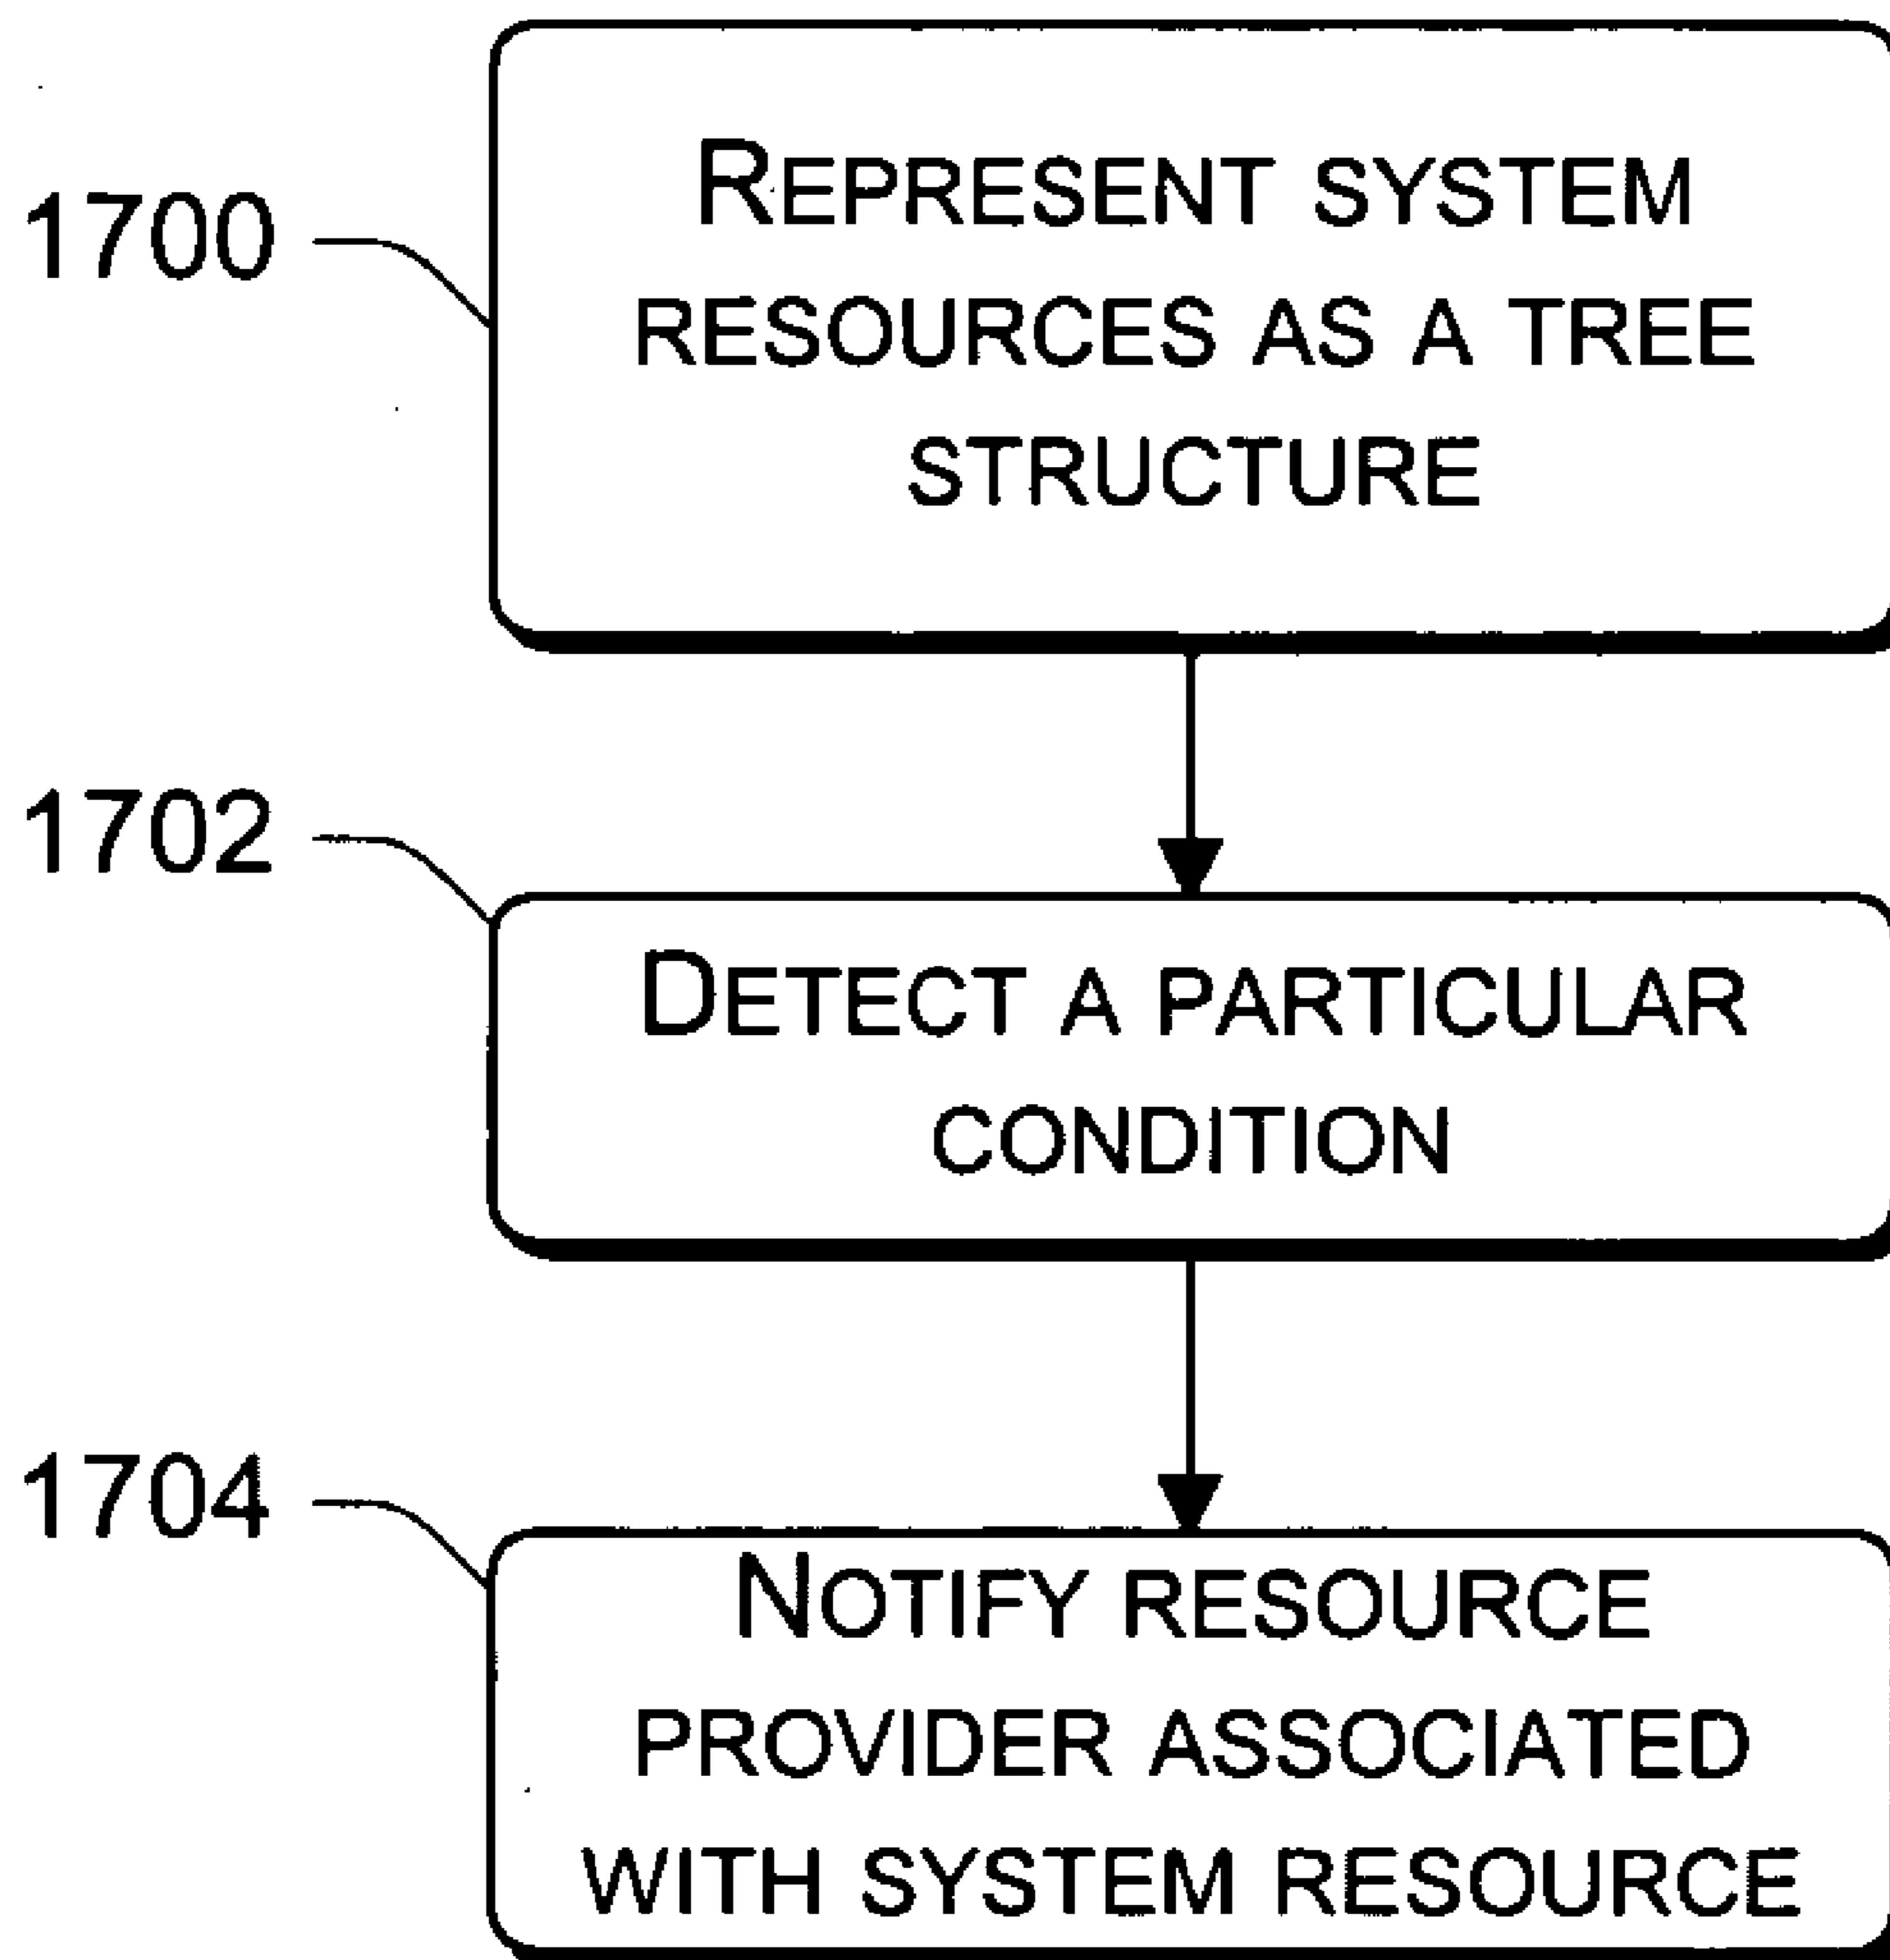 1700
REPRESENT SYSTEM
RESOURCES AS A TREE
STRUCTURE
1702
DETECT A PARTICULAR
CONDITION
1704
NOTIFY RESOURCE
PROVIDER ASSOCIATED
WITH SYSTEM RESOURCE